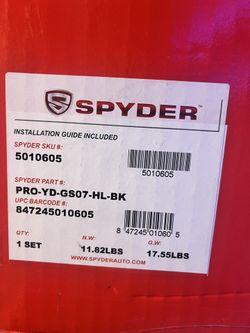 SPYDER
INSTALLATION GUIDE INCLUDED
SPYDER SKU #:
5010605
5010605
SPYDER PART #:
PRO-YD-GS07-HL-BK
UPC BARCODE #:
847245010605
8 47245 01060 5
QTY:
1 SET
N.W:
11.82LBS
G.W:
17.55LBS
WWW.SPYDERAUTO.COM